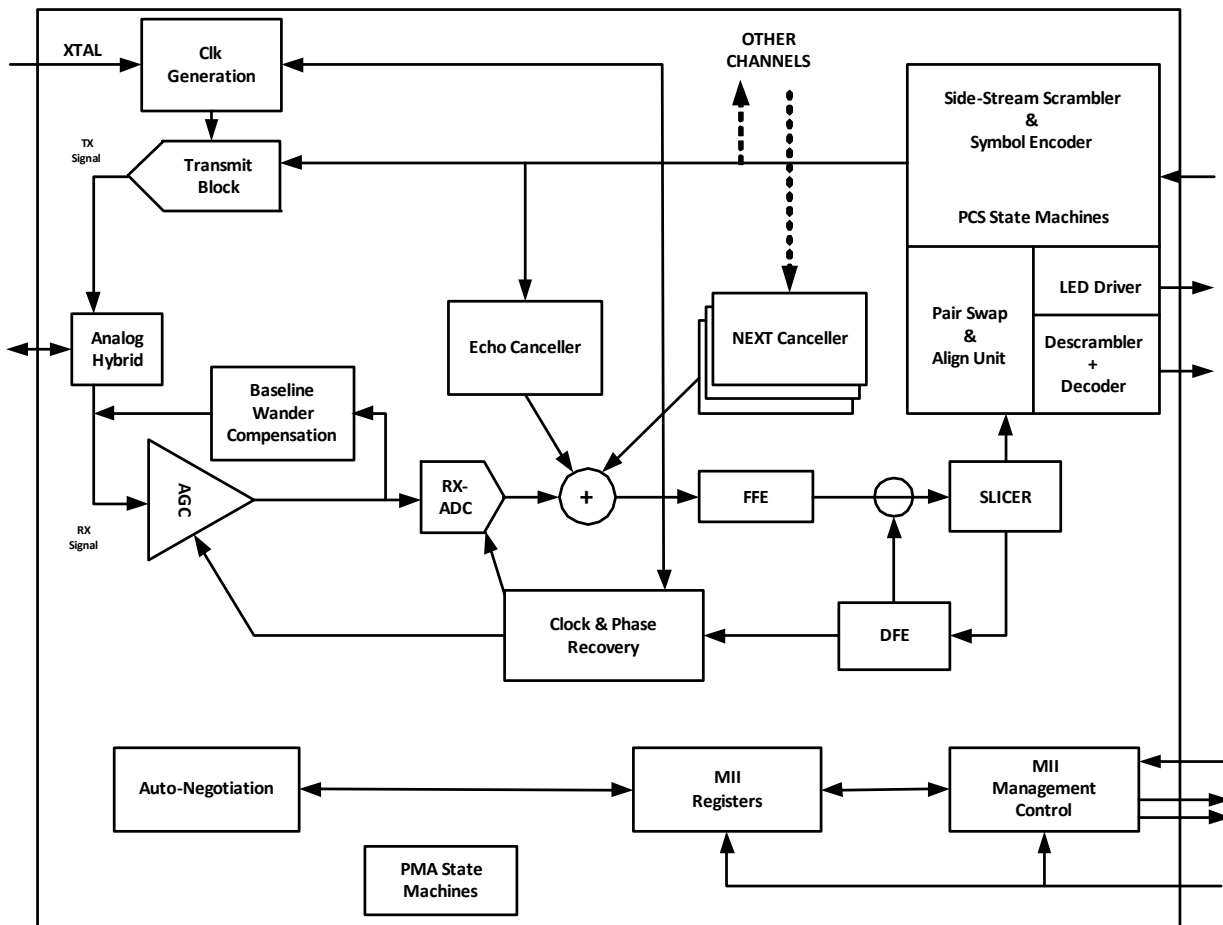 XTAL
Clk
Generation
OTHER
CHANNELS
Side-Stream Scrambler
&
Symbol Encoder
TX
Signal
Transmit
Block
PCS State Machines
LED Driver
Pair Swap
&
Align Unit
Descrambler
+
Decoder
Analog
Hybrid
Echo Canceller
NEXT Canceller
Baseline
Wander
Compensation
AGC
RX-
ADC
+
FFE
SLICER
RX
Signal
Clock & Phase
Recovery
DFE
Auto-Negotiation
MII
Registers
MII
Management
Control
PMA State
Machines